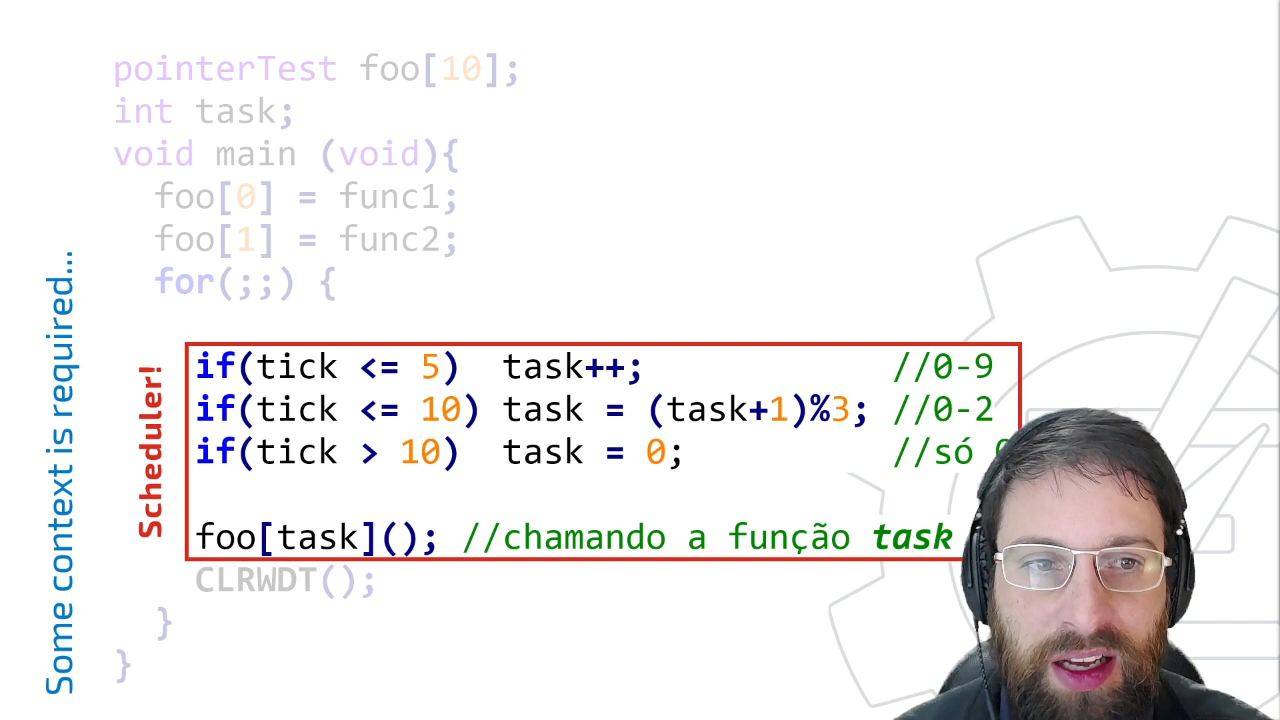 Some context is required...
pointerTest foo[10];
int task;
void main (void){
foo[0] = func1;
foo[1] = func2;
for(;;) {
Scheduler!
if(tick <= 5) task++; //0-9
if(tick <= 10) task = (task+1)%3; //0-2
if(tick > 10) task = 0; //só
foo[task](); //chamando a função task
CLRWDT();
}
}